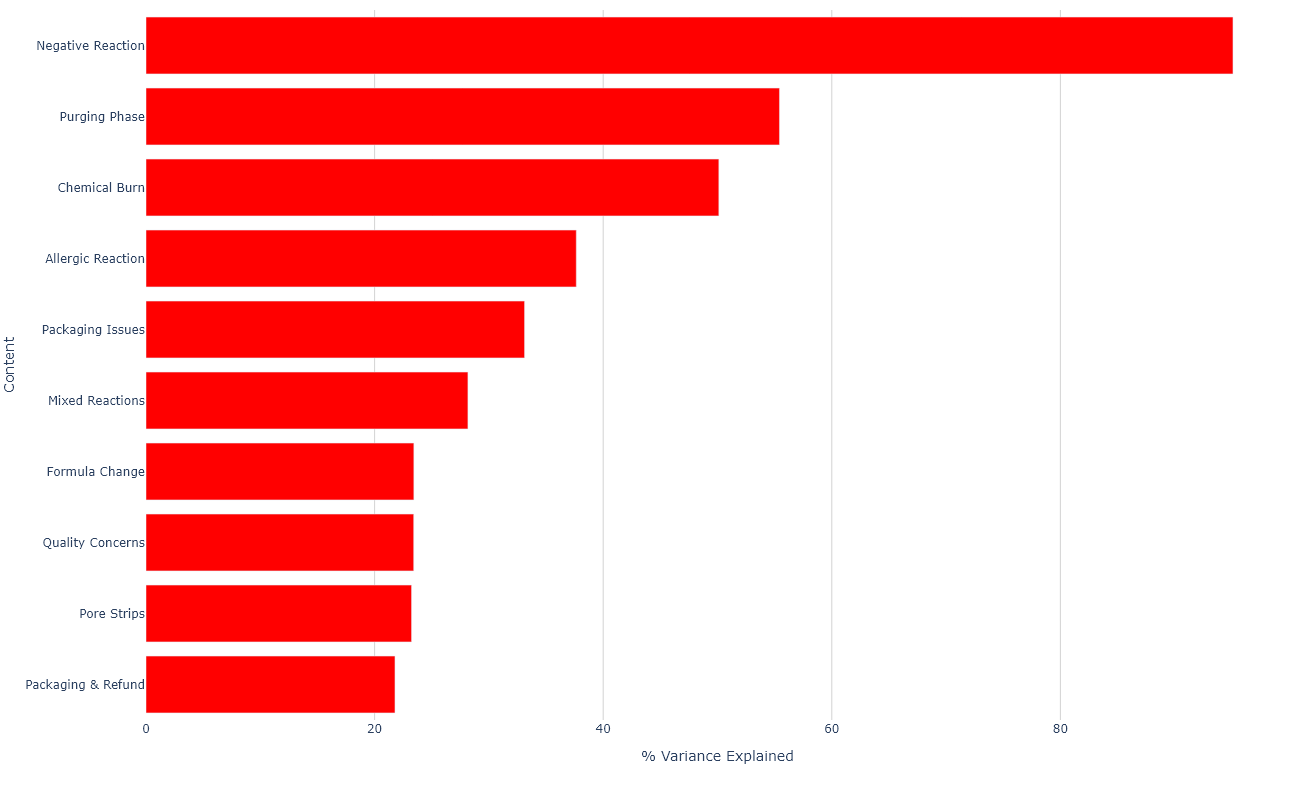 Negative Reaction
Purging Phase
Chemical Burn
Allergic Reaction
Packaging Issues
Mixed Reactions
Formula Change
Quality Concerns
Pore Strips
Packaging & Refund
Content
0 20 40 60 80
% Variance Explained